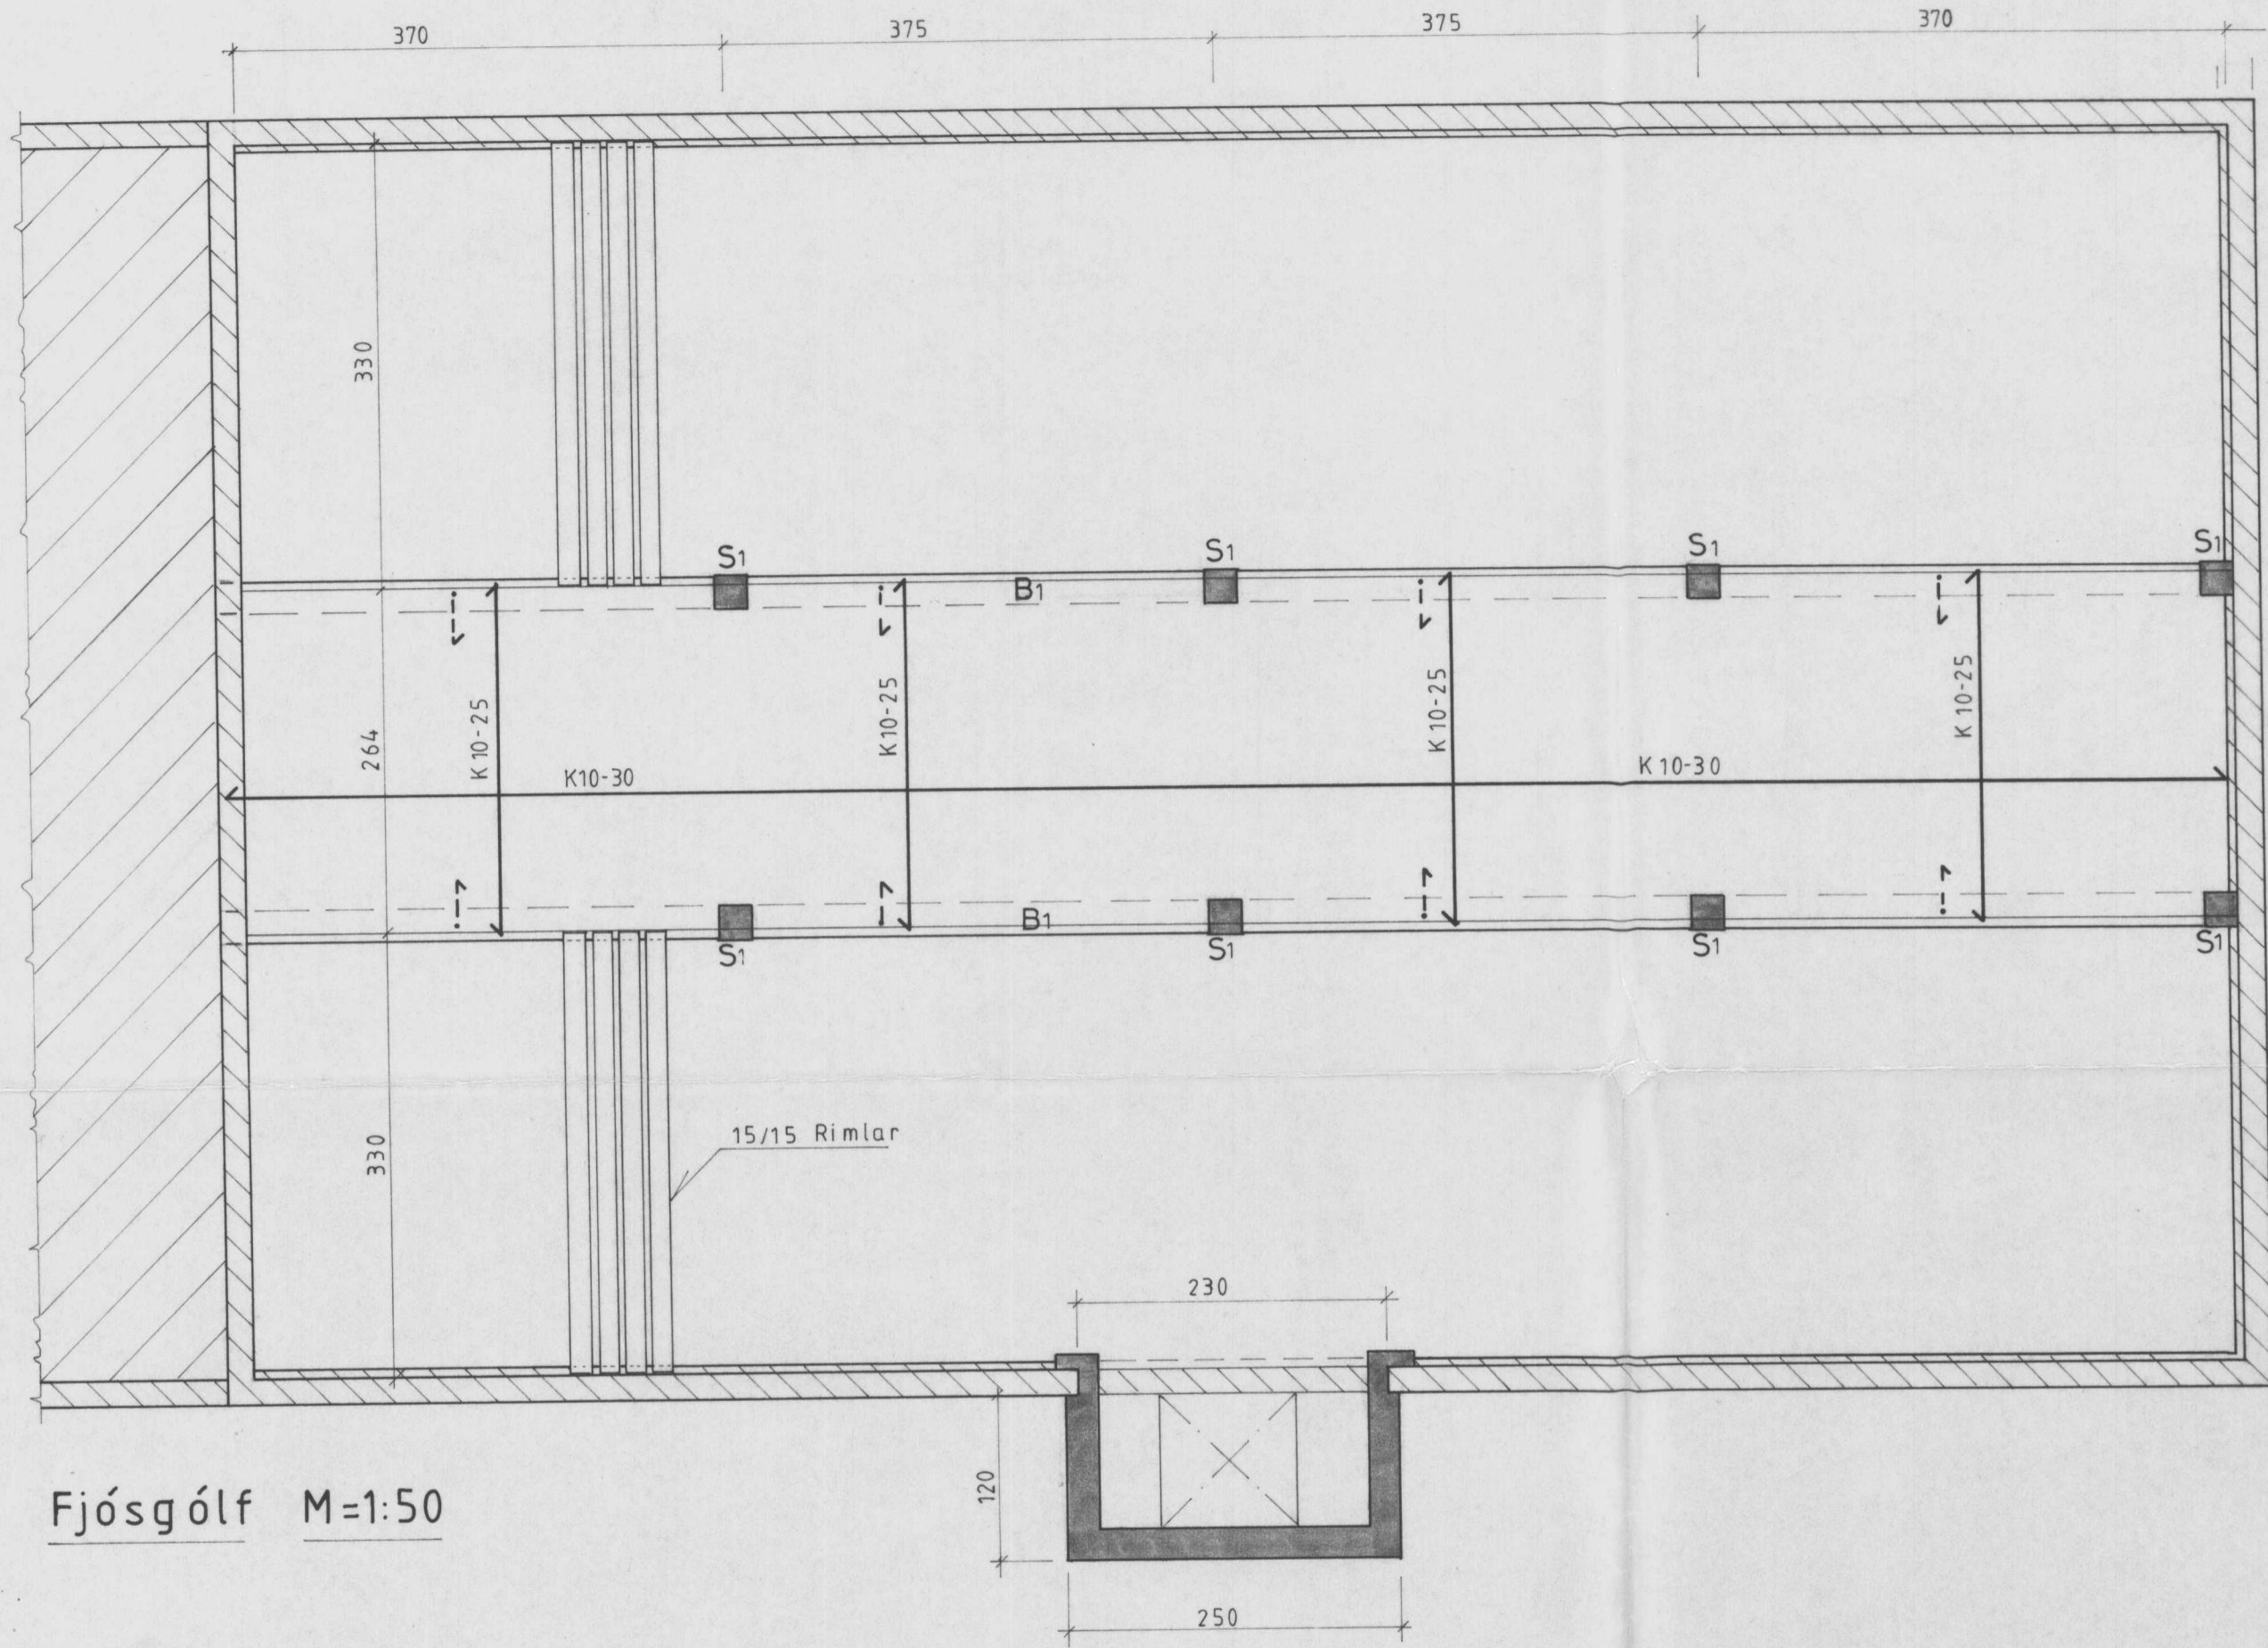 370 375 375 370
330
S1 S1 S1 S1
B1
K10-25 K10-25 K10-25 K10-25
264
K10-30 K10-30
B1
S1 S1 S1 S1
330
15/15 Rimlar
230
120
250
Fjósgólf M=1:50